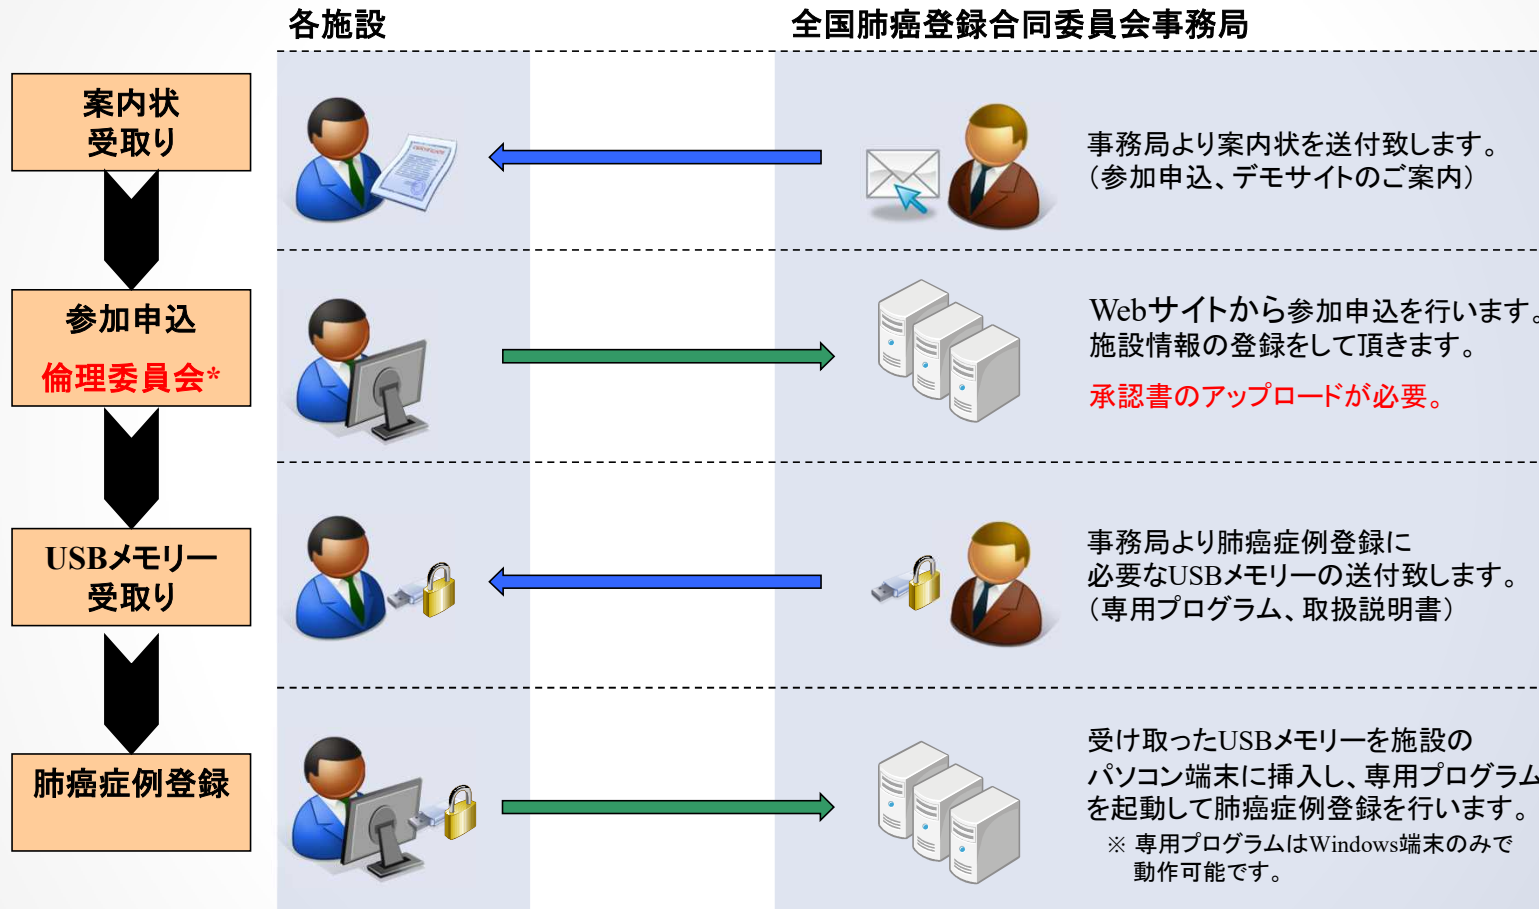 各施設
全国肺癌登録合同委員会事務局
案内状
受取り
事務局より案内状を送付致します。
（参加申込、デモサイトのご案内）
参加申込
倫理委員会*
Webサイトから参加申込を行います。
施設情報の登録をして頂きます。
承認書のアップロードが必要。
USBメモリー
受取り
事務局より肺癌症例登録に
必要なUSBメモリーの送付致します。
（専用プログラム、取扱説明書）
肺癌症例登録
受け取ったUSBメモリーを施設の
パソコン端末に挿入し、専用プログラム
を起動して肺癌症例登録を行います。
※ 専用プログラムはWindows端末のみで
動作可能です。